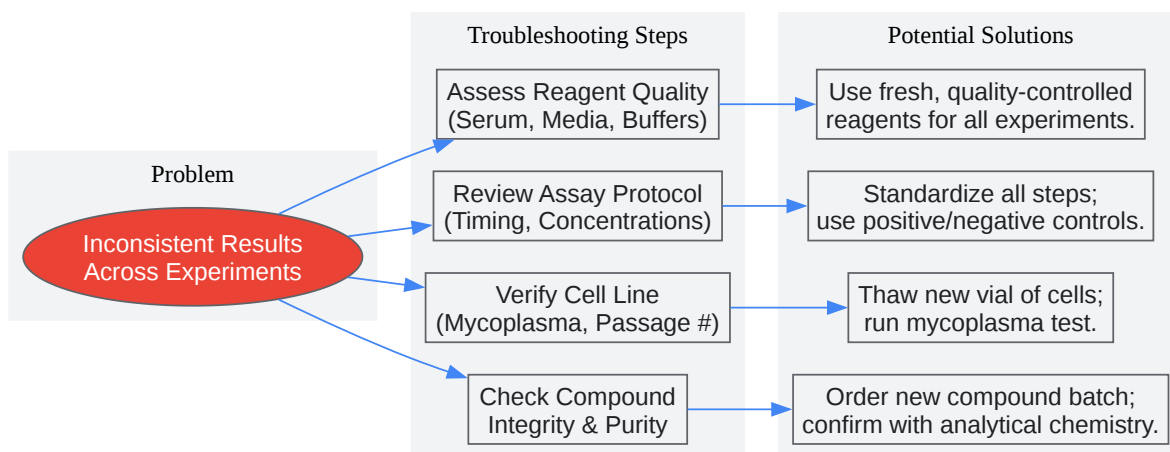 Problem
Inconsistent Results
Across Experiments
Troubleshooting Steps
Assess Reagent Quality
(Serum, Media, Buffers)
Review Assay Protocol
(Timing, Concentrations)
Verify Cell Line
(Mycoplasma, Passage #)
Check Compound
Integrity & Purity
Potential Solutions
Use fresh, quality-controlled
reagents for all experiments.
Standardize all steps;
use positive/negative controls.
Thaw new vial of cells;
run mycoplasma test.
Order new compound batch;
confirm with analytical chemistry.